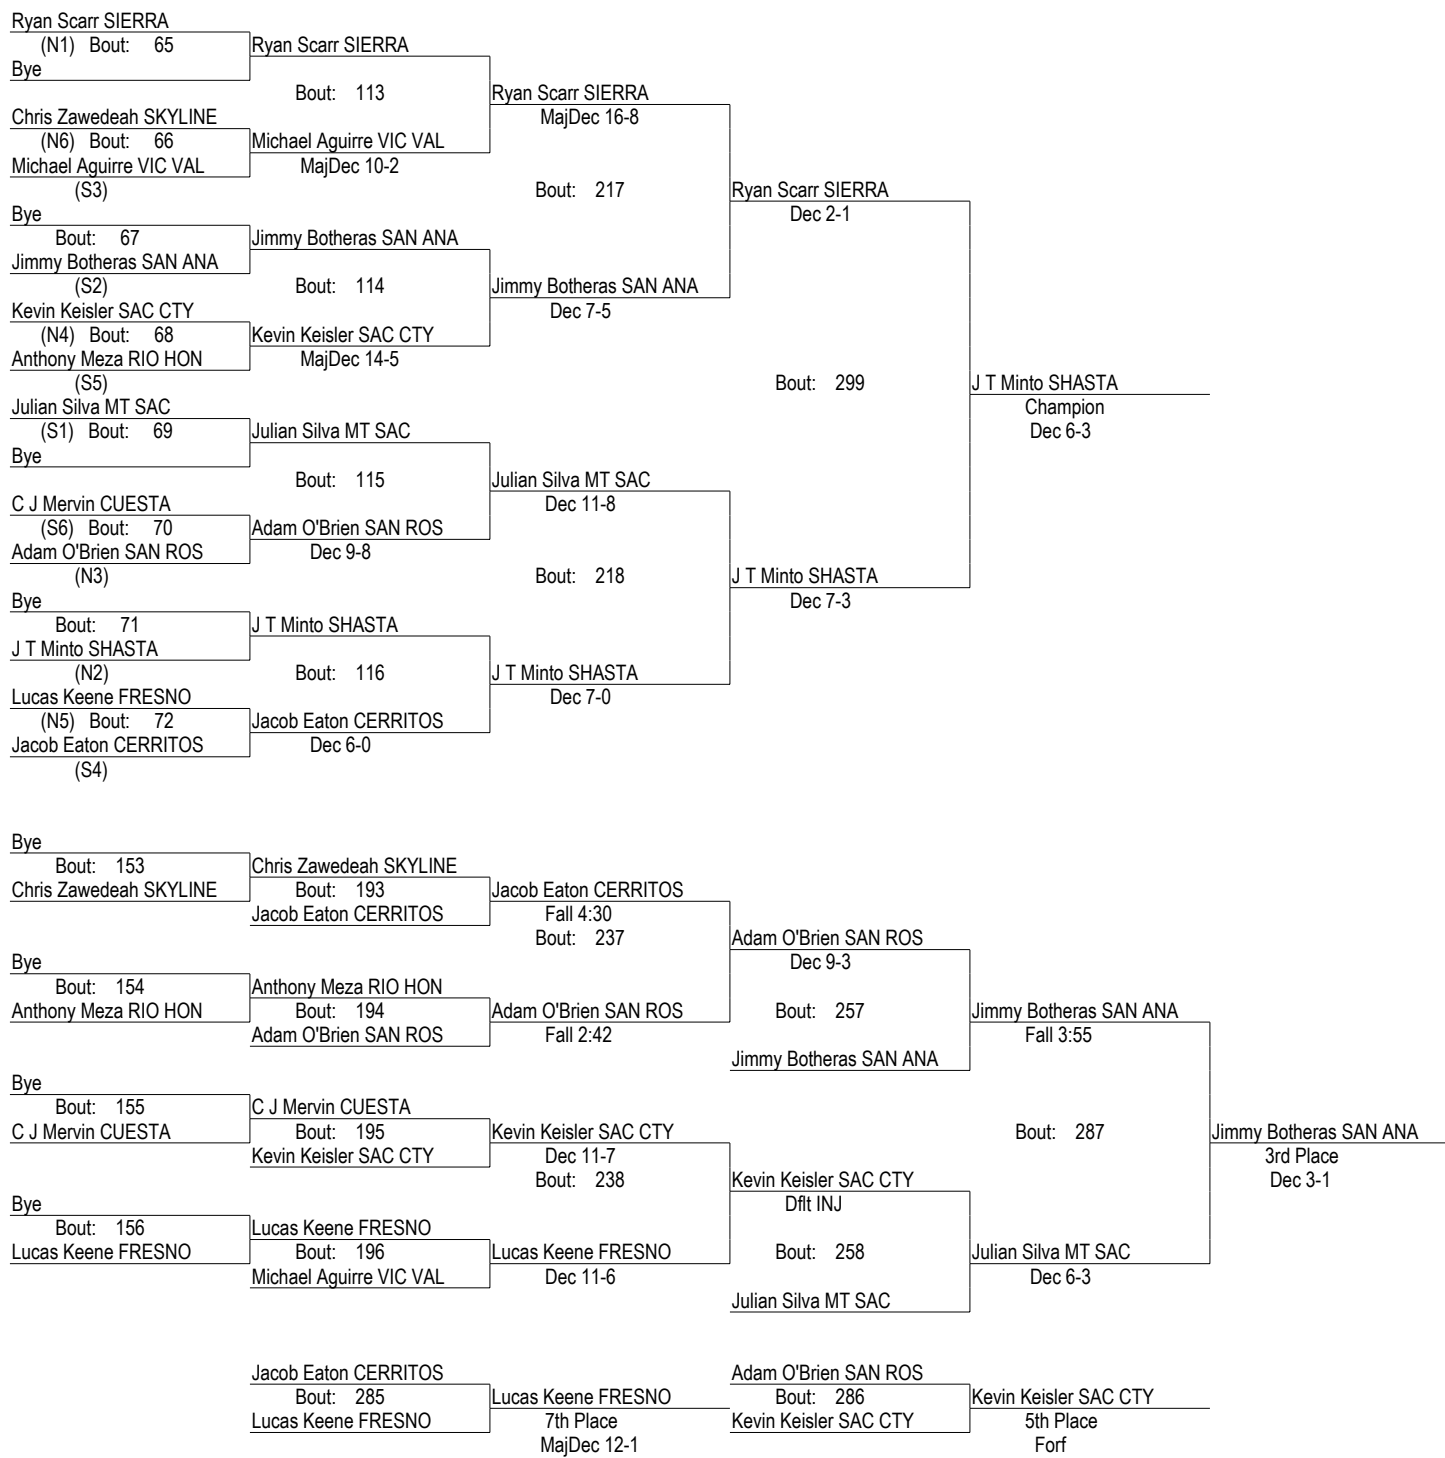 Ryan Scarr SIERRA
(N1) Bout: 65 Ryan Scarr SIERRA
Bye
Bout: 113 Ryan Scarr SIERRA
Chris Zawedeah SKYLINE MajDec 16-8
(N6) Bout: 66 Michael Aguirre VIC VAL
Michael Aguirre VIC VAL MajDec 10-2
(S3) Bout: 217 Ryan Scarr SIERRA
Bye Dec 2-1
Bout: 67 Jimmy Botheras SAN ANA
Jimmy Botheras SAN ANA
(S2) Bout: 114 Jimmy Botheras SAN ANA
Kevin Keisler SAC CTY Dec 7-5
(N4) Bout: 68 Kevin Keisler SAC CTY
Anthony Meza RIO HON MajDec 14-5
(S5) Bout: 299 J T Minto SHASTA
Julian Silva MT SAC Champion
(S1) Bout: 69 Julian Silva MT SAC Dec 6-3
Bye
Bout: 115 Julian Silva MT SAC
C J Mervin CUESTA Dec 11-8
(S6) Bout: 70 Adam O'Brien SAN ROS
Adam O'Brien SAN ROS Dec 9-8
(N3) Bout: 218 J T Minto SHASTA
Bye Dec 7-3
Bout: 71 J T Minto SHASTA
J T Minto SHASTA
(N2) Bout: 116 J T Minto SHASTA
Lucas Keene FRESNO Dec 7-0
(N5) Bout: 72 Jacob Eaton CERRITOS
Jacob Eaton CERRITOS Dec 6-0
(S4)
Bye
Bout: 153 Chris Zawedeah SKYLINE
Chris Zawedeah SKYLINE Bout: 193 Jacob Eaton CERRITOS
Jacob Eaton CERRITOS Fall 4:30
Bout: 237 Adam O'Brien SAN ROS
Bye Dec 9-3
Bout: 154 Anthony Meza RIO HON
Anthony Meza RIO HON Bout: 194 Adam O'Brien SAN ROS Bout: 257 Jimmy Botheras SAN ANA
Adam O'Brien SAN ROS Fall 2:42 Fall 3:55
Jimmy Botheras SAN ANA
Bye
Bout: 155 C J Mervin CUESTA
C J Mervin CUESTA Bout: 195 Kevin Keisler SAC CTY Bout: 287 Jimmy Botheras SAN ANA
Kevin Keisler SAC CTY Dec 11-7 3rd Place
Bout: 238 Kevin Keisler SAC CTY Dec 3-1
Bye Dflt INJ
Bout: 156 Lucas Keene FRESNO
Lucas Keene FRESNO Bout: 196 Lucas Keene FRESNO Bout: 258 Julian Silva MT SAC
Michael Aguirre VIC VAL Dec 11-6 Dec 6-3
Julian Silva MT SAC
Jacob Eaton CERRITOS Adam O'Brien SAN ROS
Bout: 285 Lucas Keene FRESNO Bout: 286 Kevin Keisler SAC CTY
Lucas Keene FRESNO 7th Place Kevin Keisler SAC CTY 5th Place
MajDec 12-1 Forf